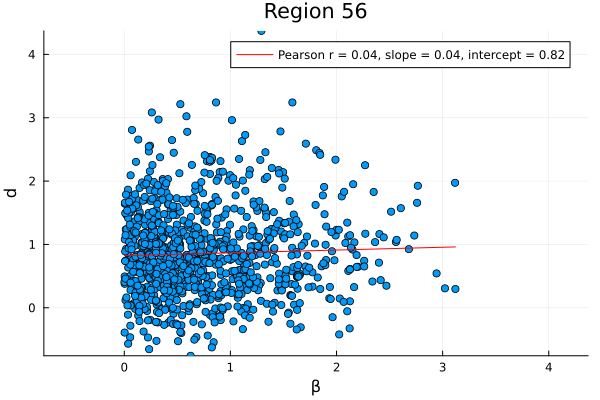 Region 56
Pearson r = 0.04, slope = 0.04, intercept = 0.82
4
3
2
1
0
d
0 1 2 3 4
β